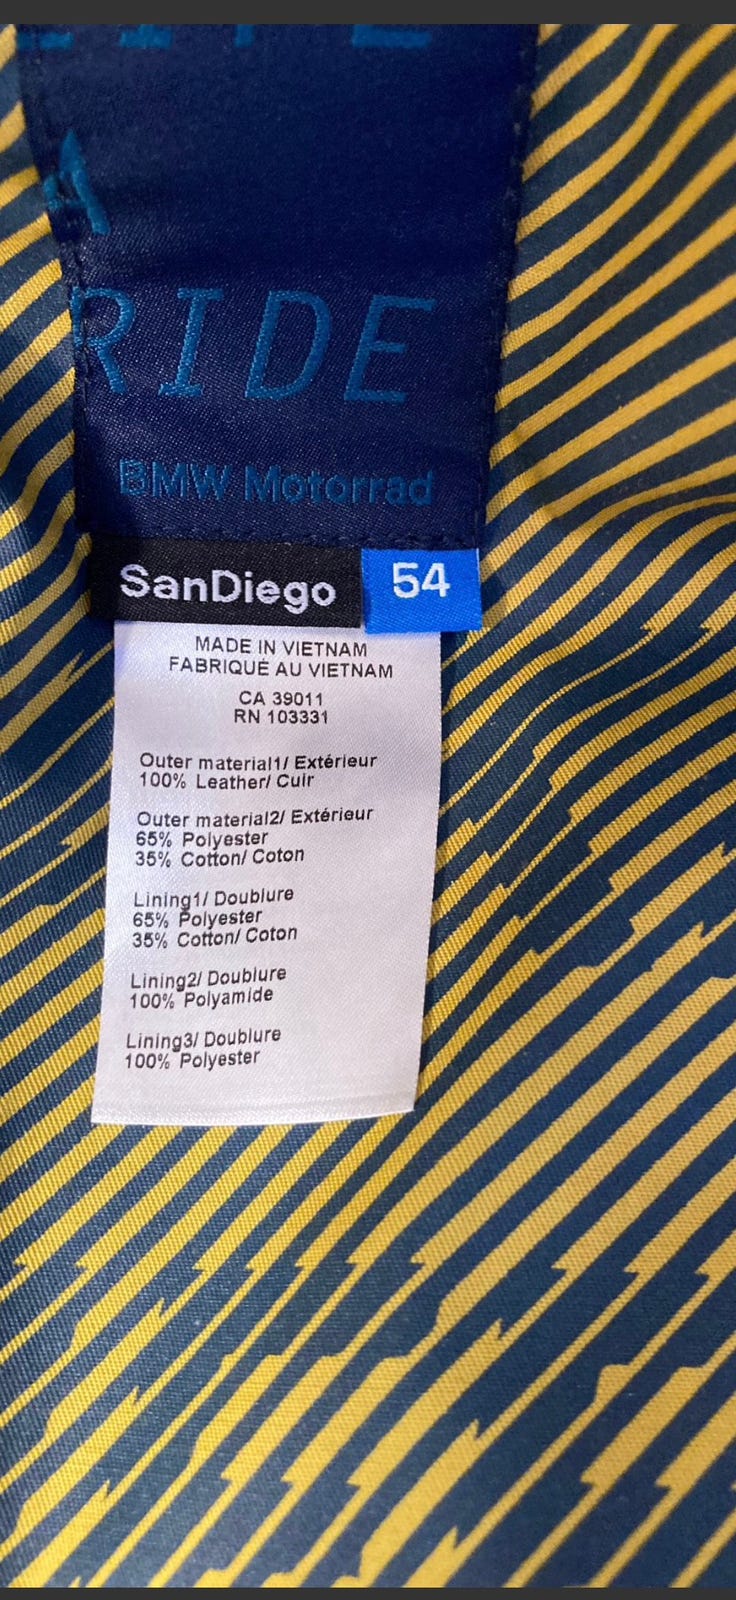 A
RIDE
BMW Motorrad
SanDiego 54
MADE IN VIETNAM
FABRIQUÉ AU VIETNAM
CA 39011
RN 103331
Outer material1/ Extérieur
100% Leather/ Cuir
Outer material2/ Extérieur
65% Polyester
35% Cotton/ Coton
Lining1/ Doublure
65% Polyester
35% Cotton/ Coton
Lining2/ Doublure
100% Polyamide
Lining3/ Doublure
100% Polyester